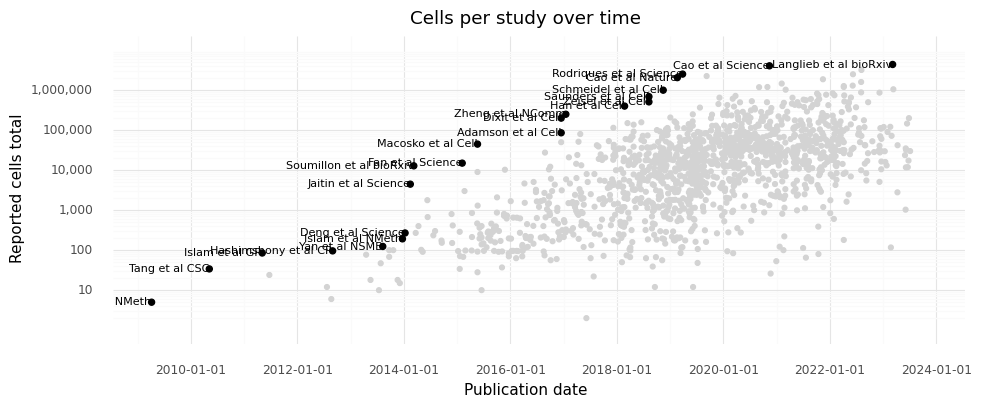 Cells per study over time
Reported cells total
1,000,000
100,000
10,000
1,000
100
10
Cao et al Science
Langlieb et al bioRxiv
Rodriques et al Science
Cao et al Nature
Schmeidel et al Cell
Saunders et al Cell
Zeisel et al Cell
Han et al Cell
Zheng et al NComm
Dixit et al Cell
Adamson et al Cell
Macosko et al Cell
Fan et al Science
Soumillon et al bioRxiv
Jaitin et al Science
Deng et al Science
Islam et al NMeth
Yan et al NSMB
Hashimshony et al CR
Islam et al GR
Tang et al CSC
NMeth
2010-01-01
2012-01-01
2014-01-01
2016-01-01
2018-01-01
2020-01-01
2022-01-01
2024-01-01
Publication date